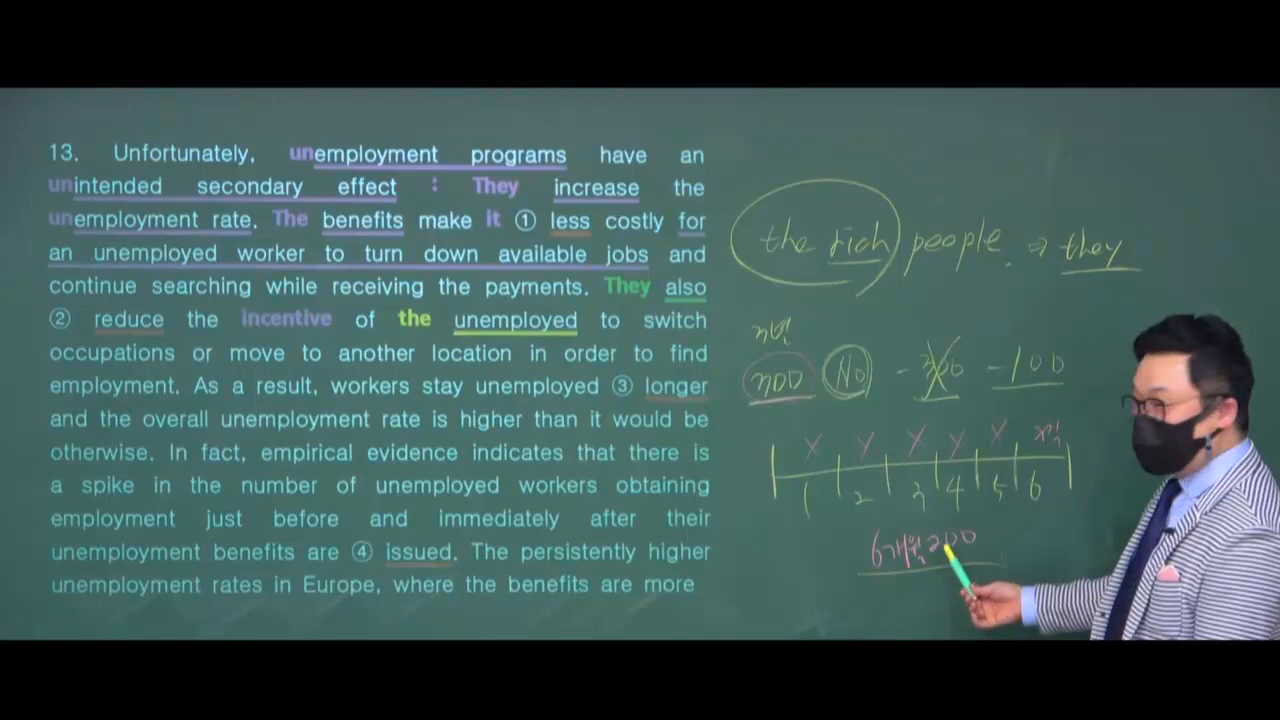 13. Unfortunately, unemployment programs have an
unintended secondary effect : They increase the
unemployment rate. The benefits make it ① less costly for
an unemployed worker to turn down available jobs and
continue searching while receiving the payments. They also
② reduce the incentive of the unemployed to switch
occupations or move to another location in order to find
employment. As a result, workers stay unemployed ③ longer
and the overall unemployment rate is higher than it would be
otherwise. In fact, empirical evidence indicates that there is
a spike in the number of unemployed workers obtaining
employment just before and immediately after their
unemployment benefits are ④ issued. The persistently higher
unemployment rates in Europe, where the benefits are more
the rich people. ⇒ they
No - 300 - 100
X X X X X
1 2 3 4 5 6
6개월 200